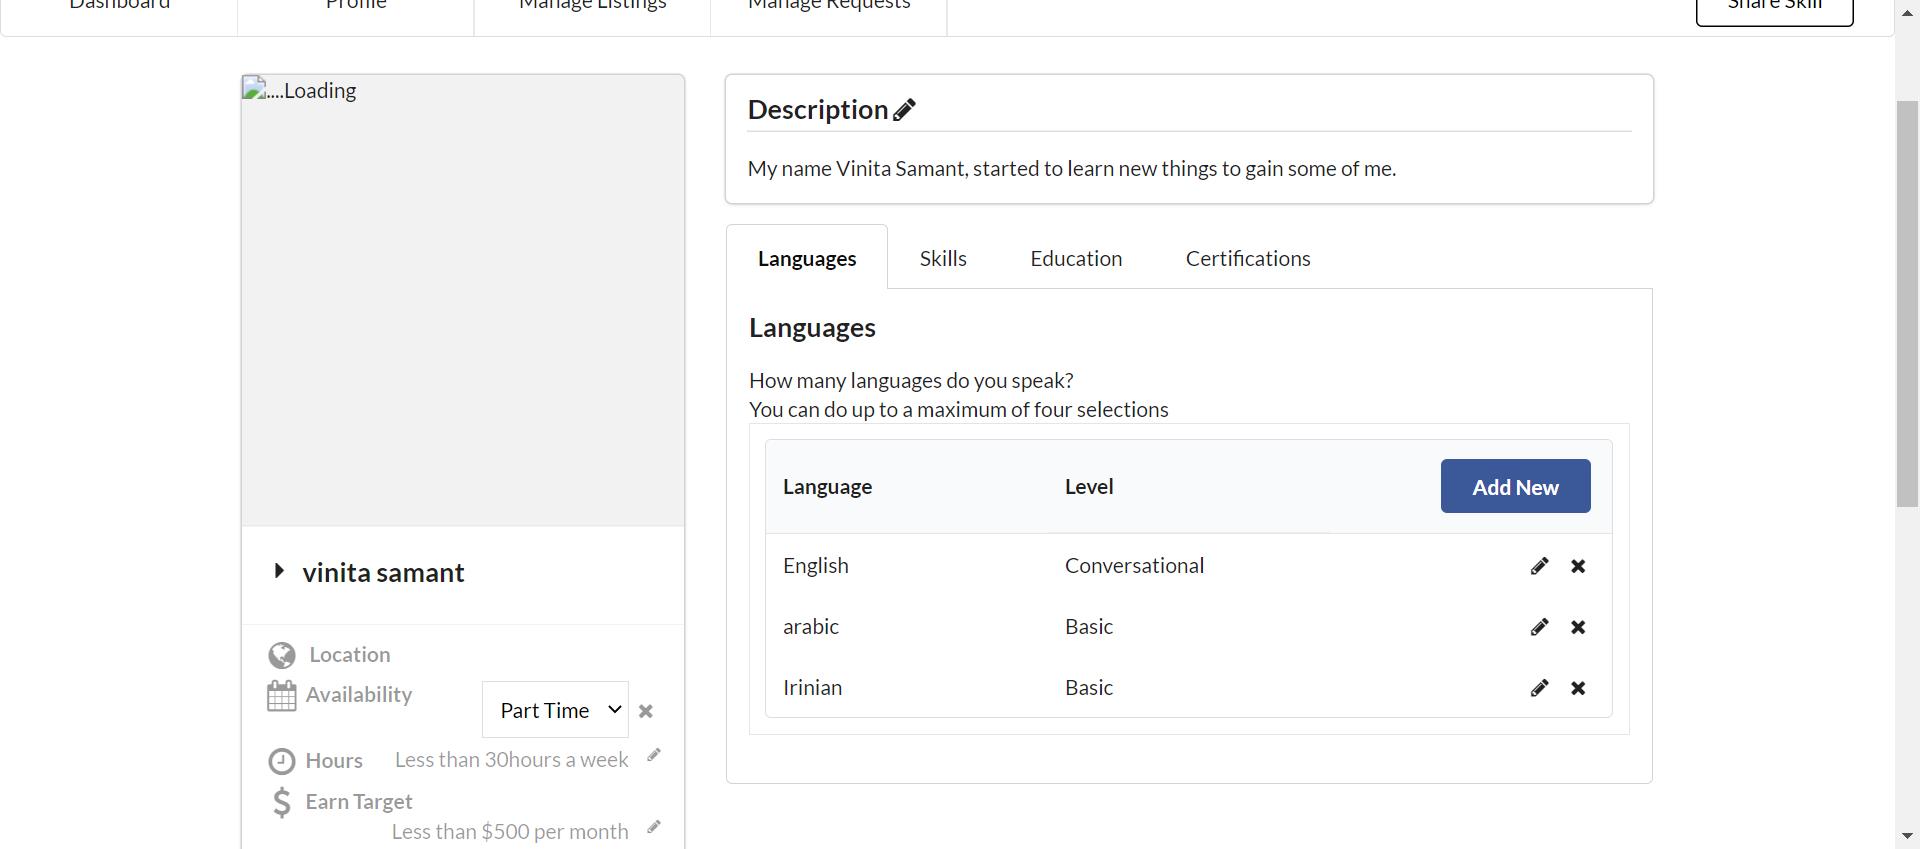 Dashboard
Profile
Manage Listings
Manage Requests
Share Skill
....Loading
vinita samant
Location
Availability
Part Time
Hours
Less than 30hours a week
Earn Target
Less than $500 per month
Description
My name Vinita Samant, started to learn new things to gain some of me.
Languages
Skills
Education
Certifications
Languages
How many languages do you speak?
You can do up to a maximum of four selections
Language
Level
Add New
English
Conversational
arabic
Basic
Irinian
Basic